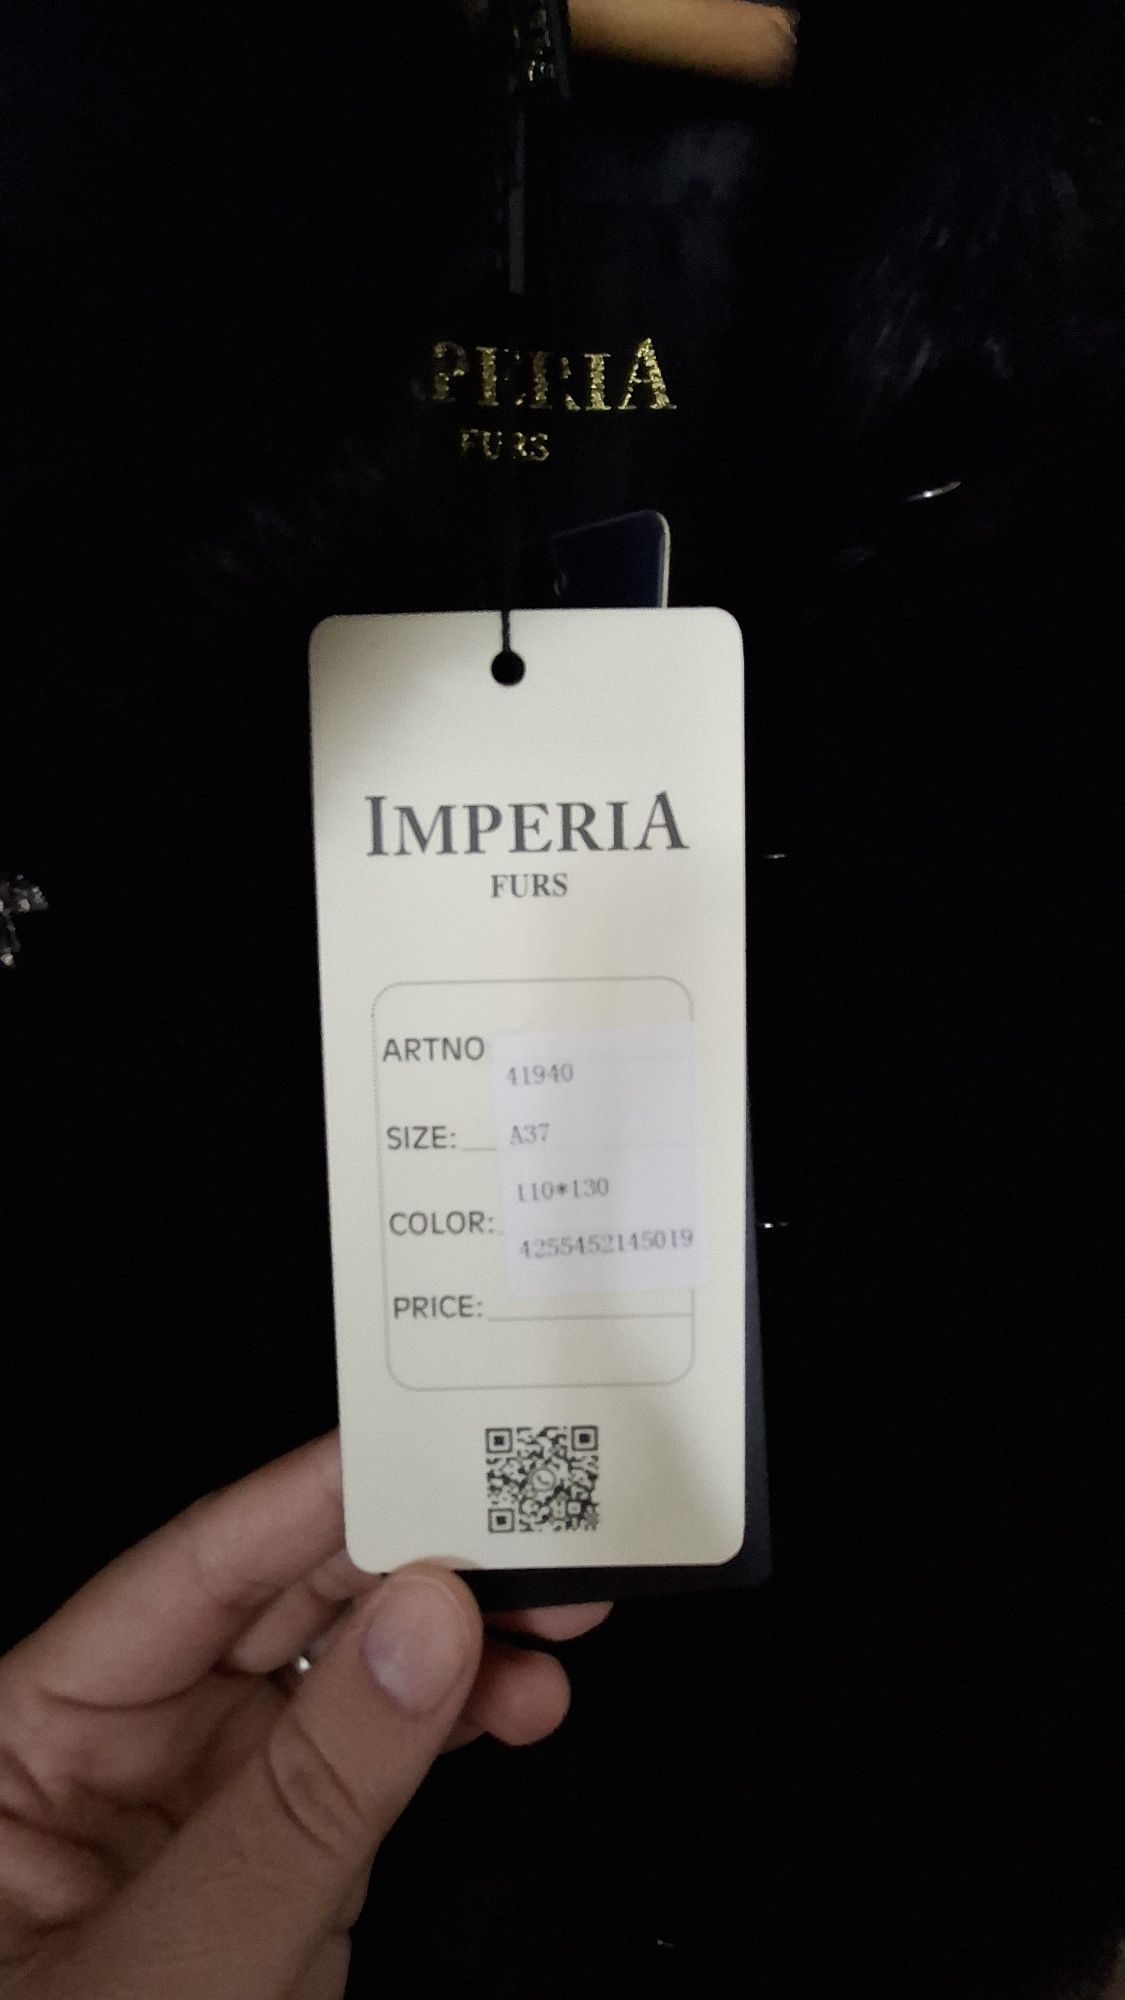 PERIA
FURS
IMPERIA
FURS
ARTNO 41940
SIZE: A37
110*130
COLOR:
4255452145019
PRICE: